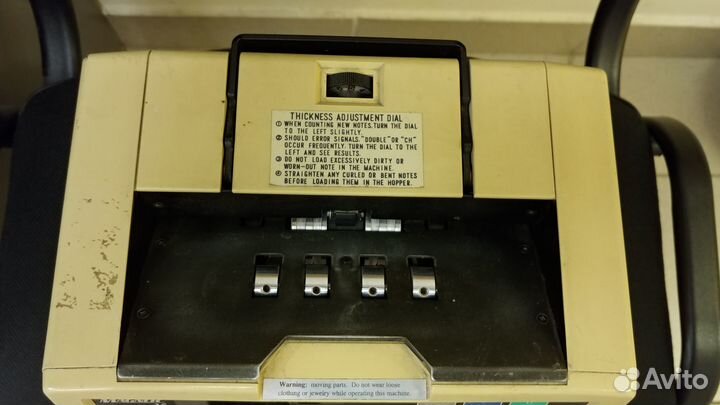 THICKNESS ADJUSTMENT DIAL
① WHEN COUNTING NEW NOTES, TURN THE DIAL
TO THE LEFT SLIGHTLY.
② SHOULD ERROR SIGNALS, "DOUBLE" OR "CH"
OCCUR FREQUENTLY, TURN THE DIAL TO THE
LEFT AND SEE RESULTS.
③ DO NOT LOAD EXCESSIVELY DIRTY OR
WORN-OUT NOTE IN THE MACHINE.
④ STRAIGHTEN ANY CURLED OR BENT NOTES
BEFORE LOADING THEM IN THE HOPPER.
Warning: moving parts. Do not wear loose
clothing or jewelry while operating this machine.
Avito